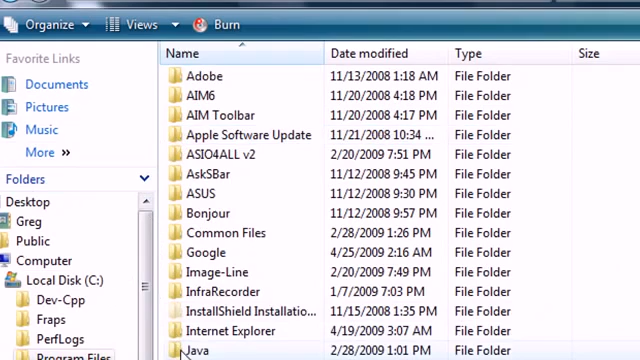 Organize Views Burn
Favorite Links
Documents
Pictures
Music
More »
Folders
Desktop
Greg
Public
Computer
Local Disk (C:)
Dev-Cpp
Fraps
PerfLogs
Program Files
Name Date modified Type Size
Adobe 11/13/2008 1:18 AM File Folder
AIM6 11/20/2008 4:18 PM File Folder
AIM Toolbar 11/20/2008 4:18 PM File Folder
Apple Software Update 11/21/2008 10:34 ... File Folder
ASIO4ALL v2 2/20/2009 7:51 PM File Folder
AskSBar 11/12/2008 9:45 PM File Folder
ASUS 11/12/2008 9:30 PM File Folder
Bonjour 11/12/2008 9:57 PM File Folder
Common Files 2/28/2009 1:26 PM File Folder
Google 4/25/2009 2:16 AM File Folder
Image-Line 2/20/2009 7:49 PM File Folder
InfraRecorder 1/7/2009 7:03 PM File Folder
InstallShield Installatio... 11/15/2008 1:35 PM File Folder
Internet Explorer 4/19/2009 3:07 AM File Folder
Java 2/28/2009 1:01 PM File Folder